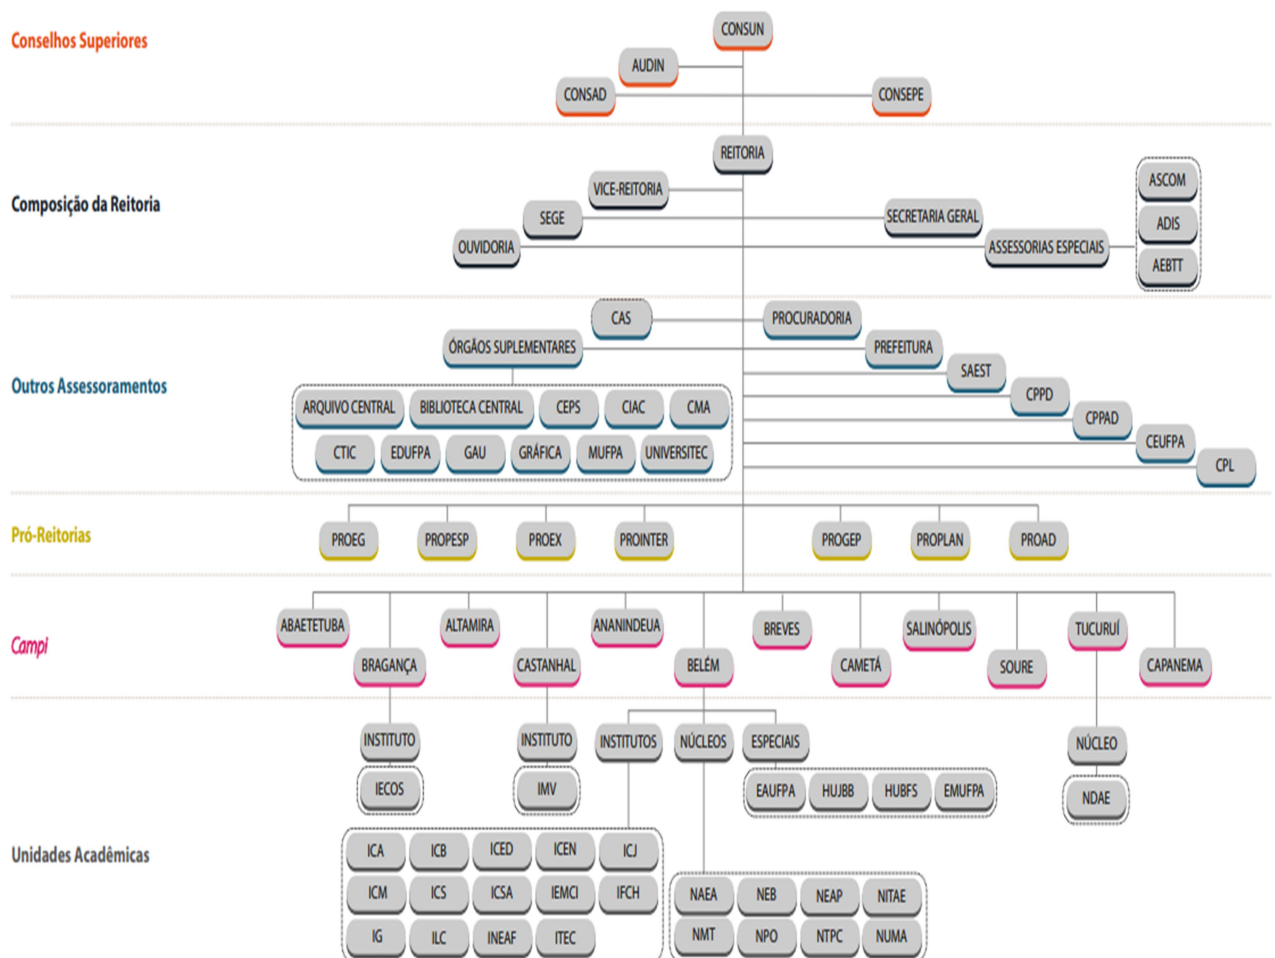 Conselhos Superiores
CONSUN
AUDIN
CONSAD
CONSEPE
Composição da Reitoria
REITORIA
VICE-REITORIA
SEGE
SECRETARIA GERAL
OUVIDORIA
ASSESSORIAS ESPECIAIS
ASCOM
ADIS
AEBTT
Outros Assessoramentos
CAS
PROCURADORIA
ÓRGÃOS SUPLEMENTARES
PREFEITURA
SAEST
CPPD
CPPAD
CEUFPA
CPL
ARQUIVO CENTRAL
BIBLIOTECA CENTRAL
CEPS
CIAC
CMA
CTIC
EDUFPA
GAU
GRÁFICA
MUFPA
UNIVERSITEC
Pró-Reitorias
PROEG
PROPESP
PROEX
PROINTER
PROGEP
PROPLAN
PROAD
Campi
ABAETETUBA
BRAGANÇA
ALTAMIRA
CASTANHAL
ANANINDEUA
BELÉM
BREVES
CAMETÁ
SALINÓPOLIS
SOURE
TUCURUÍ
CAPANEMA
Unidades Acadêmicas
INSTITUTO
IECOS
INSTITUTO
IMV
INSTITUTOS
NÚCLEOS
ESPECIAIS
EAUFPA
HUJBB
HUBFS
EMUFPA
NÚCLEO
NDAE
ICA
ICB
ICED
ICEN
ICJ
ICM
ICS
ICSA
IEMCI
IFCH
IG
ILC
INEAF
ITEC
NAEA
NEB
NEAP
NITAE
NMT
NPO
NTPC
NUMA